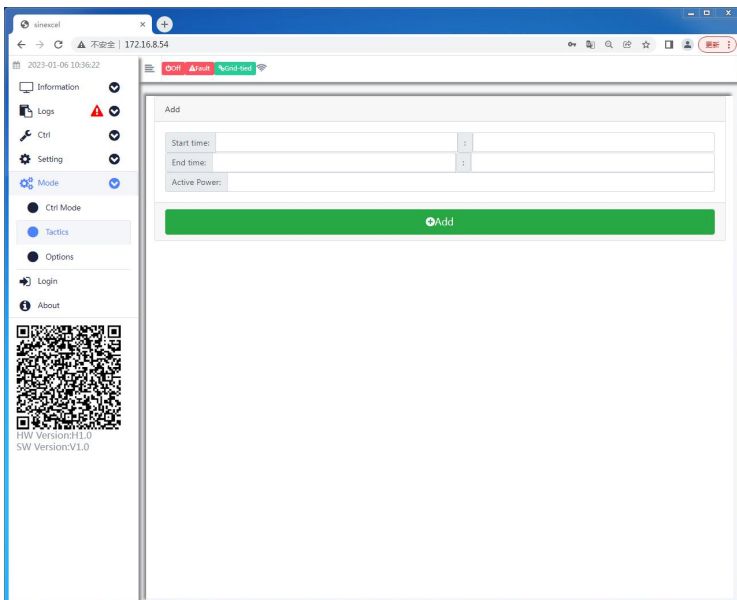 sinexcel
不安全 | 172.16.8.54
更新
2023-01-06 10:36:22
Off Fault Grid-tied
Information
Logs
Ctrl
Setting
Mode
Ctrl Mode
Tactics
Options
Login
About
HW Version:H1.0
SW Version:V1.0
Add
Start time: :
End time: :
Active Power:
Add